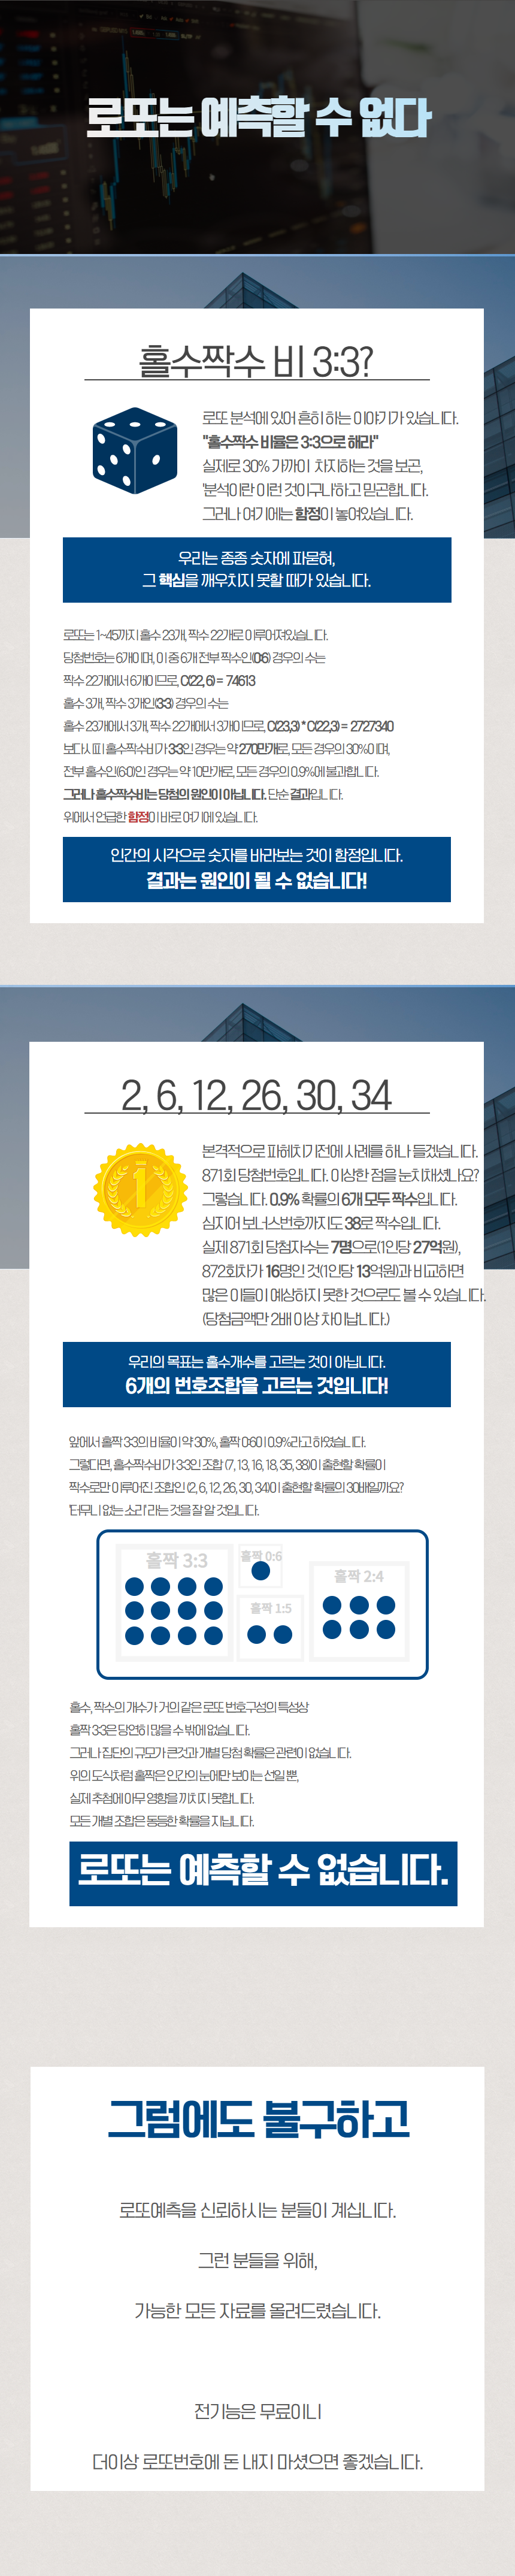 로또는 예측할 수 없다
홀수짝수 비 3:3?
로또 분석에 있어 흔히 하는 이야기가 있습니다.
"홀수짝수 비율은 3:3으로 해라"
실제로 30% 가까이 차지하는 것을 보곤,
'분석이란 이런 것이구나'하고 믿곤합니다.
그러나 여기에는 함정이 놓여있습니다.
우리는 종종 숫자에 파묻혀,
그 핵심을 깨우치지 못할 때가 있습니다.
로또는 1~45까지 홀수 23개, 짝수 22개로 이루어져있습니다.
당첨번호는 6개이며, 이 중 6개 전부 짝수인(0:6) 경우의 수는
짝수 22개에서 6개이므로, C(22, 6) = 74613
홀수 3개, 짝수 3개인(3:3) 경우의 수는
홀수 23개에서 3개, 짝수 22개에서 3개이므로, C(23,3) * C(22,3) = 2727340
보다시피 홀수짝수비가 3:3인 경우는 약 270만개로, 모든 경우의 30%이며,
전부 홀수인(6:0)인 경우는 약 10만개로, 모든 경우의 0.9%에 불과합니다.
그러나 홀수짝수비는 당첨의 원인이 아닙니다. 단순 결과입니다.
위에서 언급한 함정이 바로 여기에 있습니다.
인간의 시각으로 숫자를 바라보는 것이 함정입니다.
결과는 원인이 될 수 없습니다!
2, 6, 12, 26, 30, 34
본격적으로 파헤치기전에 사례를 하나 들겠습니다.
871회 당첨번호입니다. 이상한 점을 눈치채셨나요?
그렇습니다. 0.9% 확률의 6개 모두 짝수입니다.
심지어 보너스번호까지도 38로 짝수입니다.
실제 871회 당첨자수는 7명으로(1인당 27억원),
872회차가 16명인 것(1인당 13억원)과 비교하면
많은 이들이 예상하지 못한 것으로도 볼 수 있습니다.
(당첨금액만 2배 이상 차이납니다.)
우리의 목표는 홀수개수를 고르는 것이 아닙니다.
6개의 번호조합을 고르는 것입니다!
앞에서 홀짝 3:3의 비율이 약 30%, 홀짝 0:6이 0.9%라고 하였습니다.
그렇다면, 홀수짝수비가 3:3인 조합 (7, 13, 16, 18, 35, 38)이 출현할 확률이
짝수로만 이루어진 조합인 (2, 6, 12, 26, 30, 34)이 출현할 확률의 30배일까요?
'터무니 없는 소리' 라는 것을 잘 알 것입니다.
홀짝 3:3
홀짝 0:6
홀짝 2:4
홀짝 1:5
홀수, 짝수의 개수가 거의 같은 로또 번호구성의 특성상
홀짝 3:3은 당연히 많을 수 밖에 없습니다.
그러나 집단의 규모가 큰것과 개별 당첨 확률은 관련이 없습니다.
위의 도식처럼 홀짝은 인간의 눈에만 보이는 선일 뿐,
실제 추첨에 아무 영향을 끼치지 못합니다.
모든 개별 조합은 동등한 확률을 지닙니다.
로또는 예측할 수 없습니다.
그럼에도 불구하고
로또예측을 신뢰하시는 분들이 계십니다.
그런 분들을 위해,
가능한 모든 자료를 올려드렸습니다.
전기능은 무료이니
더이상 로또번호에 돈 내지 마셨으면 좋겠습니다.